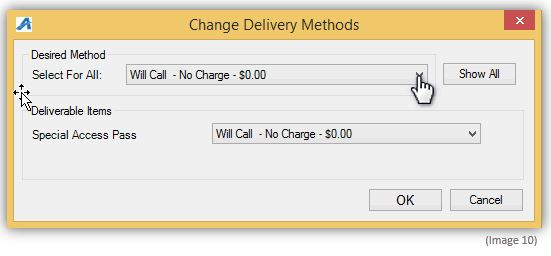 Change Delivery Methods
Desired Method
Select For All: Will Call - No Charge - $0.00 Show All
Deliverable Items
Special Access Pass Will Call - No Charge - $0.00
OK Cancel
(Image 10)